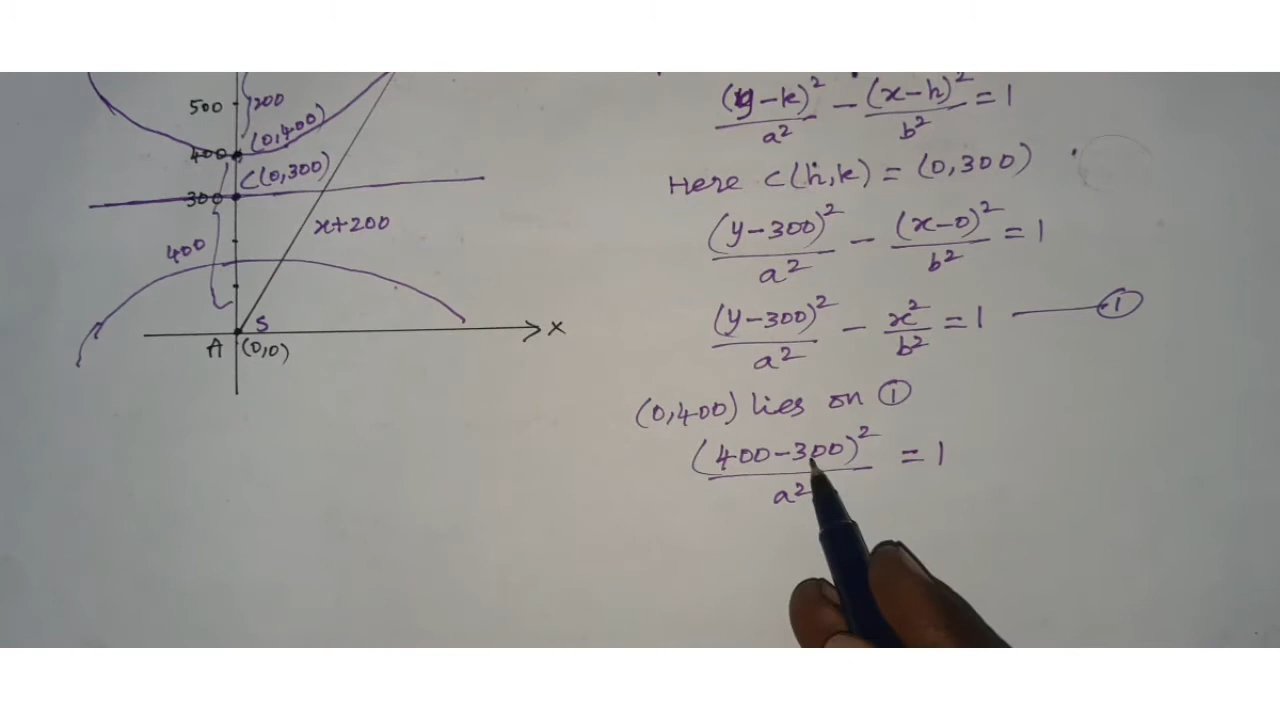 500
200
(0,400)
400
C(0,300)
300
x+200
400
S
X
A (0,0)
(y-k)²/a² - (x-h)²/b² = 1
Here C(h,k) = (0,300)
(y-300)²/a² - (x-0)²/b² = 1
(y-300)²/a² - x²/b² = 1 —— ①
(0,400) lies on ①
(400-300)²/a² = 1